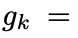 g_k =